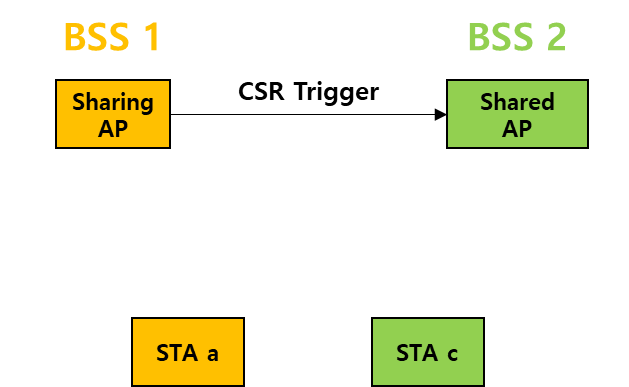 BSS 1
BSS 2
Sharing
AP
CSR Trigger
Shared
AP
STA a
STA c